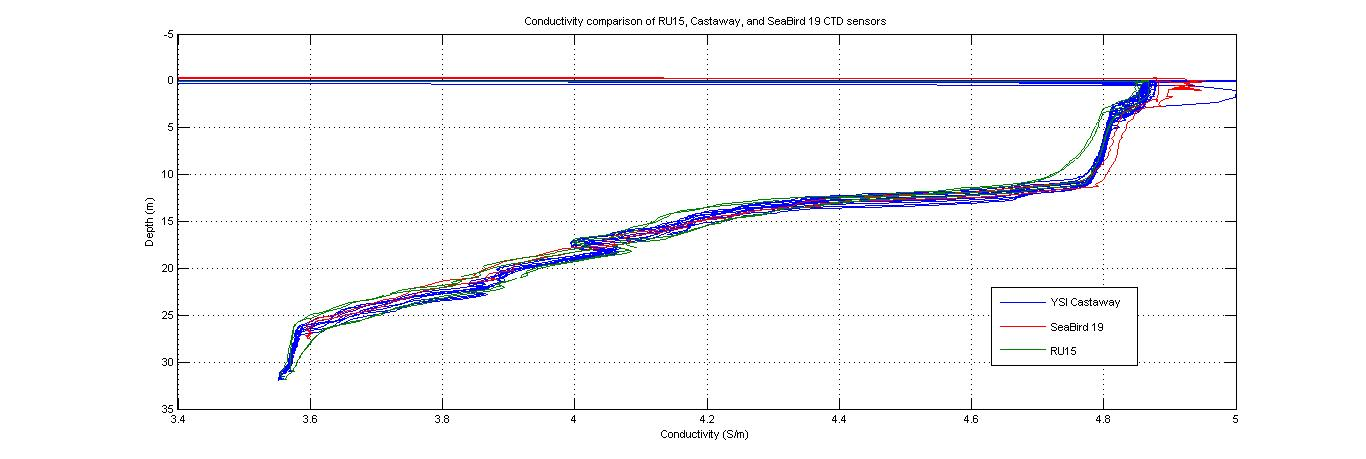 Conductivity comparison of RU15, Castaway, and SeaBird 19 CTD sensors
-5
0
5
10
15
20
25
30
35
Depth (m)
YSI Castaway
SeaBird 19
RU15
3.4 3.6 3.8 4 4.2 4.4 4.6 4.8 5
Conductivity (S/m)